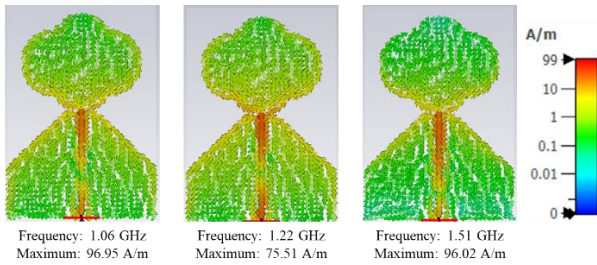 A/m
99
10
1
0.1
0.01
0
Frequency: 1.06 GHz
Maximum: 96.95 A/m
Frequency: 1.22 GHz
Maximum: 75.51 A/m
Frequency: 1.51 GHz
Maximum: 96.02 A/m